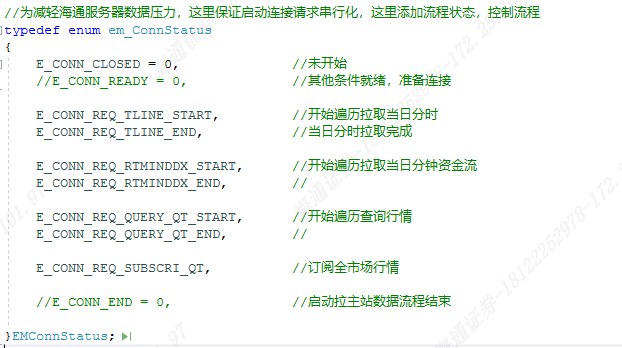 //为减轻海通服务器数据压力，这里保证启动连接请求串行化，这里添加流程状态，控制流程
typedef enum em_ConnStatus
{
    E_CONN_CLOSED = 0,                //未开始
    //E_CONN_READY = 0,               //其他条件就绪，准备连接
    E_CONN_REQ_TLINE_START,           //开始遍历拉取当日分时
    E_CONN_REQ_TLINE_END,             //当日分时拉取完成
    E_CONN_REQ_RTMINDDX_START,        //开始遍历拉取当日分钟资金流
    E_CONN_REQ_RTMINDDX_END,          //
    E_CONN_REQ_QUERY_QT_START,        //开始遍历查询行情
    E_CONN_REQ_QUERY_QT_END,          //
    E_CONN_REQ_SUBSCRI_QT,            //订阅全市场行情
    //E_CONN_END = 0,                 //启动拉主站数据流程结束
}EMConnStatus;